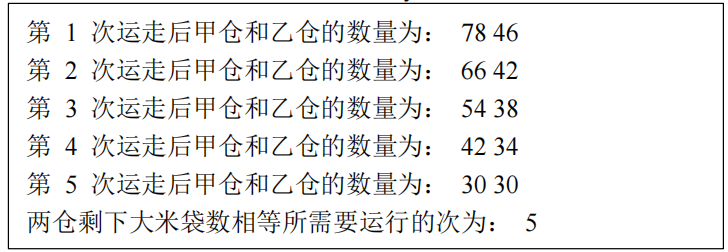 第 1 次运走后甲仓和乙仓的数量为： 78 46
第 2 次运走后甲仓和乙仓的数量为： 66 42
第 3 次运走后甲仓和乙仓的数量为： 54 38
第 4 次运走后甲仓和乙仓的数量为： 42 34
第 5 次运走后甲仓和乙仓的数量为： 30 30
两仓剩下大米袋数相等所需要运行的次为： 5